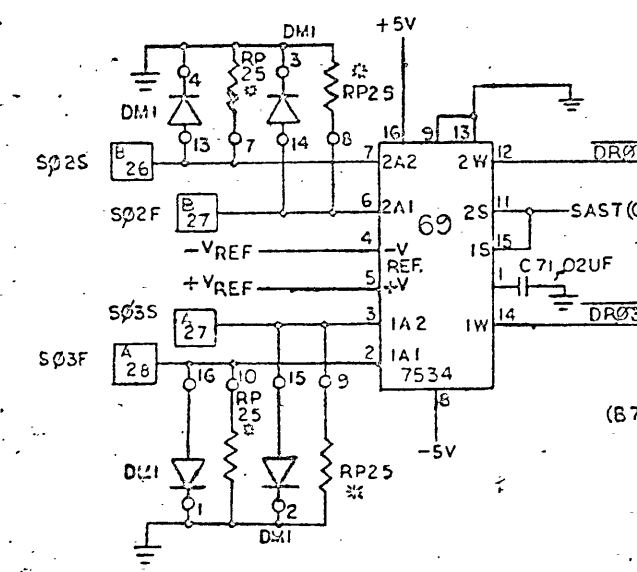 DM1
+5V
4
RP
25
3
RP25
DM1
13
7
14
8
16
9
13
SØ2S
B
26
7
2A2
2W
12
DRØ
SØ2F
B
27
6
2A1
69
2S
11
SAST(
-VREF
4
-V
REF.
1S
15
+VREF
5
+V
1
C71 .02UF
SØ3S
A
27
3
1A2
1W
14
DRØ3
SØ3F
A
28
2
1A1
7534
16
10
15
9
8
RP
25
-5V
(B7
DM1
RP25
1
2
DM1